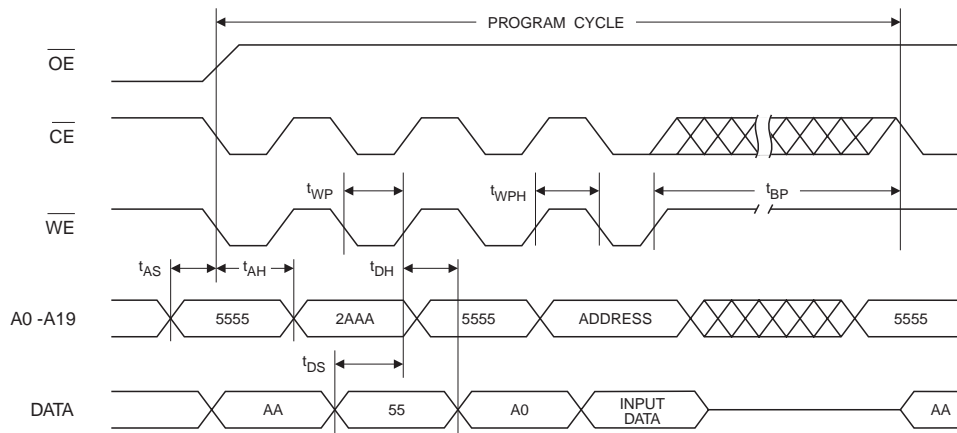 PROGRAM CYCLE
OE
CE
tWP
tWPH
tBP
WE
tAS
tAH
tDH
A0 -A19
5555
2AAA
5555
ADDRESS
5555
tDS
DATA
AA
55
A0
INPUT
DATA
AA